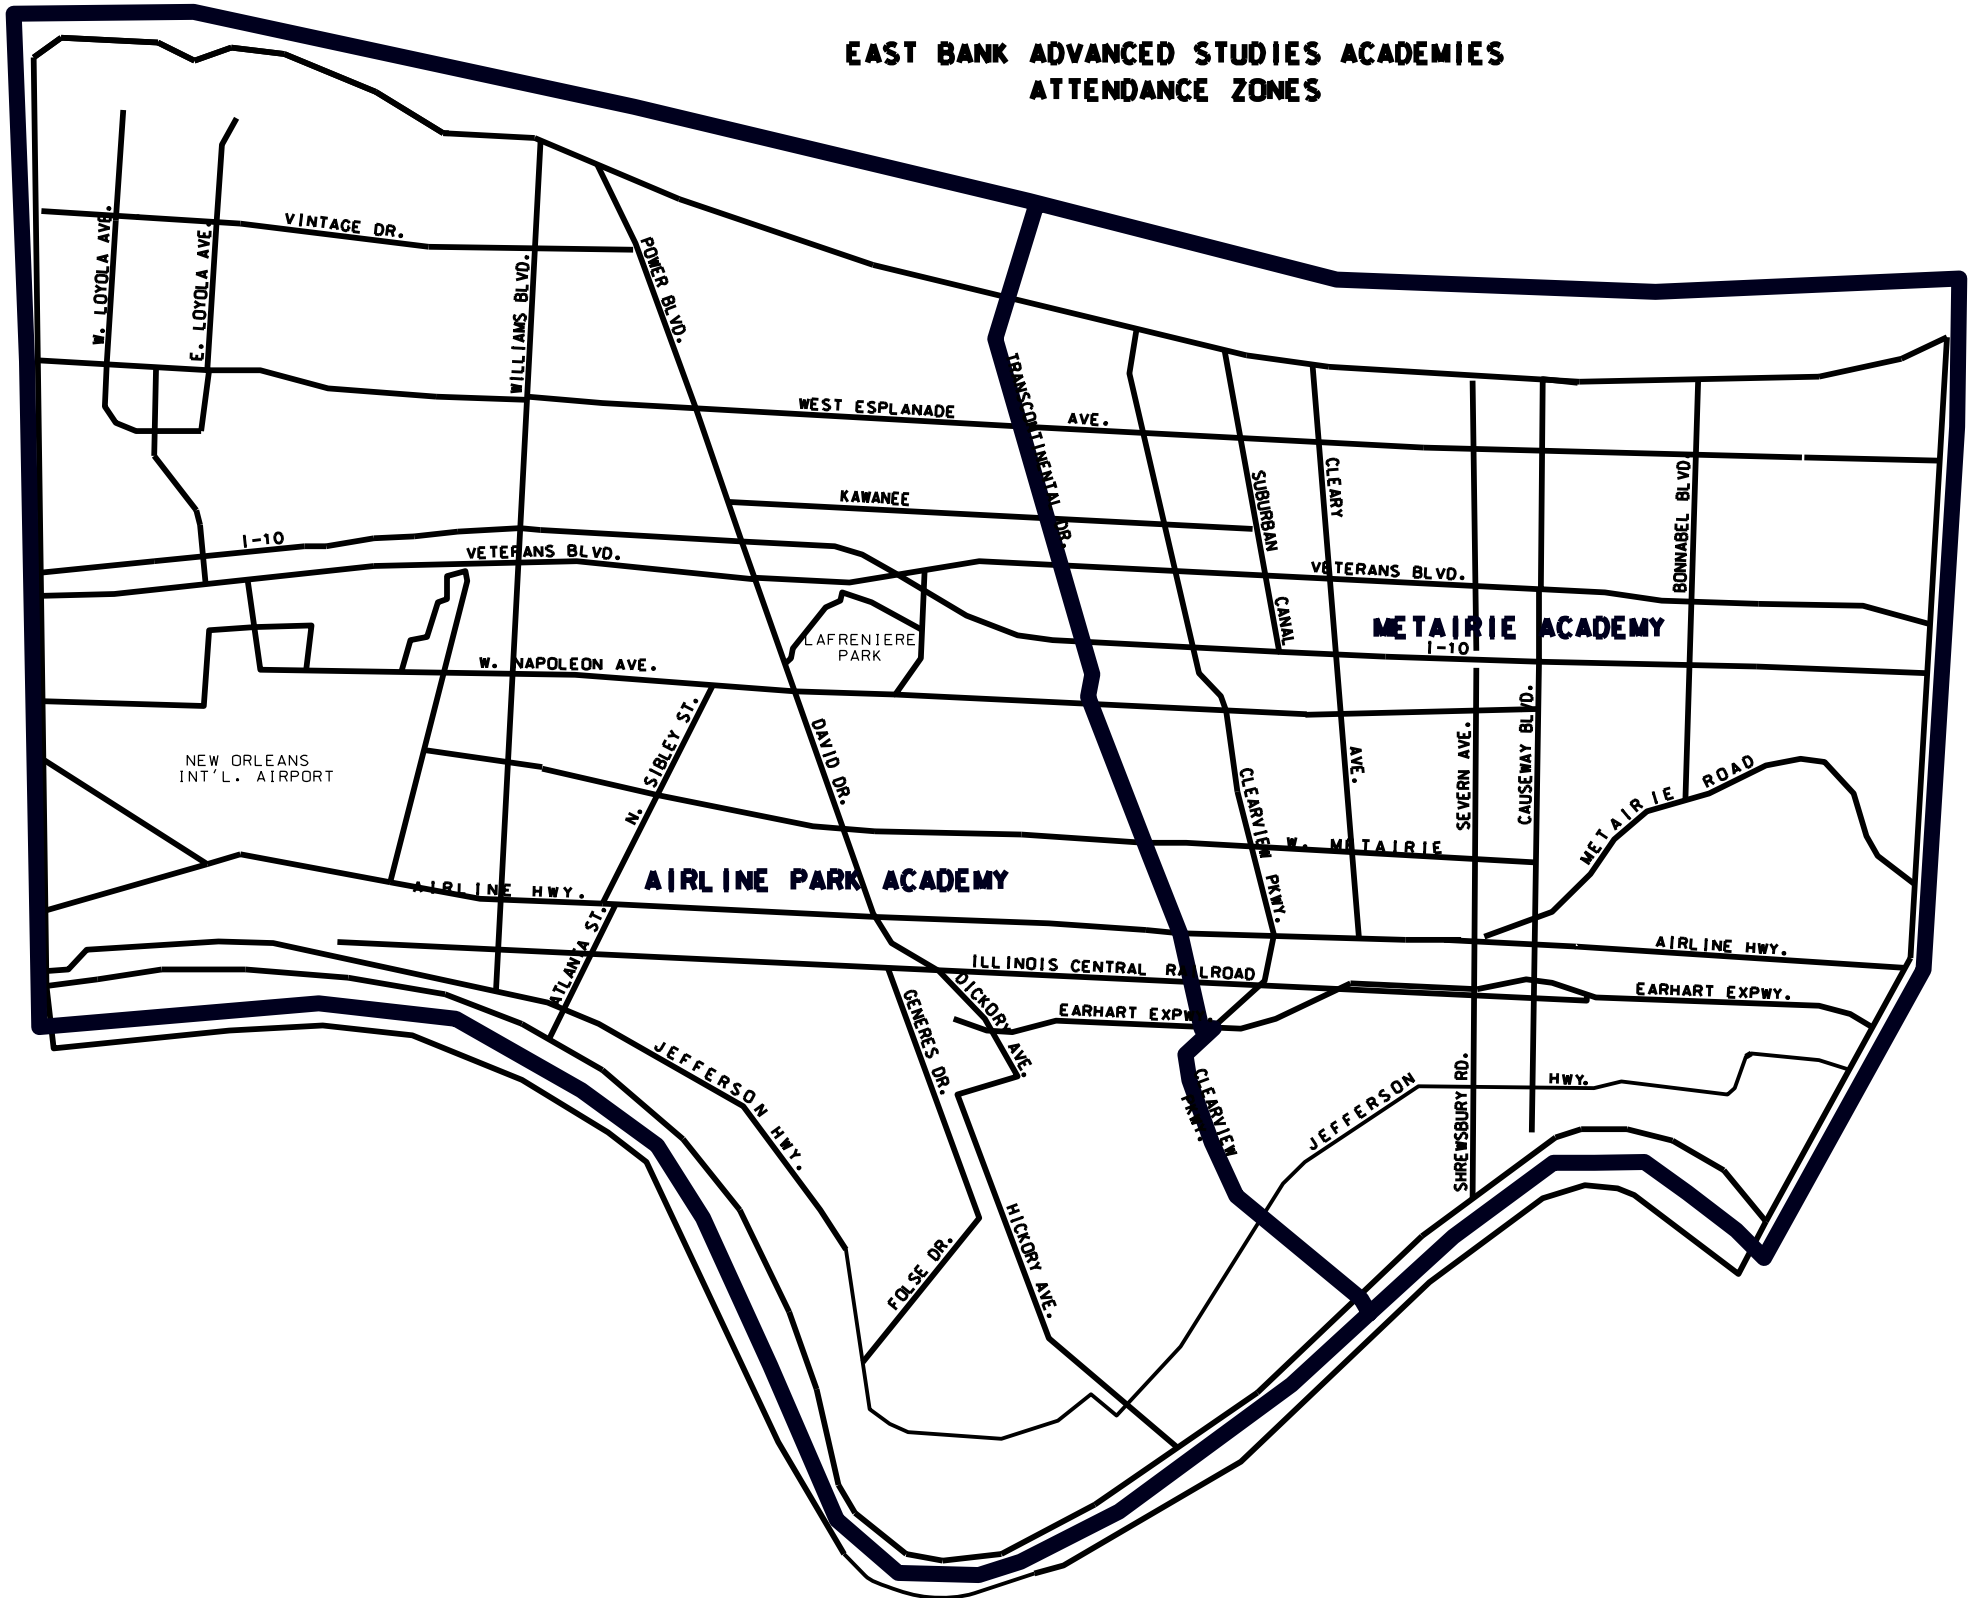 EAST BANK ADVANCED STUDIES ACADEMIES
ATTENDANCE ZONES
W. LOYOLA AVE.
E. LOYOLA AVE.
VINTAGE DR.
WILLIAMS BLVD.
POWER BLVD.
TRANSCONTINENTAL DR.
WEST ESPLANADE AVE.
SUBURBAN
CANAL
CLEARY
AVE.
BONNABEL BLVD.
KAWANEE
I-10
VETERANS BLVD.
VETERANS BLVD.
METAIRIE ACADEMY
I-10
LAFRENIERE
PARK
W. NAPOLEON AVE.
N. SIBLEY ST.
DAVID DR.
CLEARVIEW PKWY.
SEVERN AVE.
CAUSEWAY BLVD.
METAIRIE ROAD
NEW ORLEANS
INT'L. AIRPORT
W. METAIRIE
AIRLINE PARK ACADEMY
AIRLINE HWY.
ATLANTA ST.
AIRLINE HWY.
ILLINOIS CENTRAL RAILROAD
GENERES DR.
DICKORY AVE.
EARHART EXPWY.
EARHART EXPWY.
JEFFERSON HWY.
CLEARVIEW
PKWY.
JEFFERSON HWY.
SHREWSBURY RD.
FOLSE DR.
HICKORY AVE.